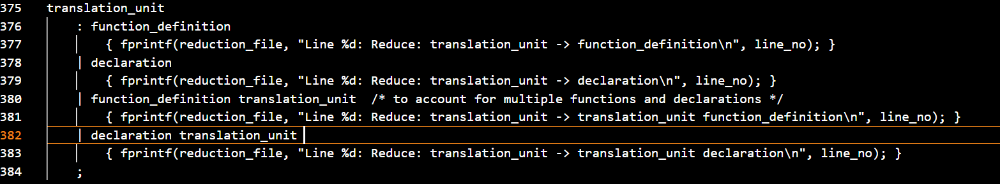 375 translation_unit
376 : function_definition
377 { fprintf(reduction_file, "Line %d: Reduce: translation_unit -> function_definition\n", line_no); }
378 | declaration
379 { fprintf(reduction_file, "Line %d: Reduce: translation_unit -> declaration\n", line_no); }
380 | function_definition translation_unit /* to account for multiple functions and declarations */
381 { fprintf(reduction_file, "Line %d: Reduce: translation_unit -> translation_unit function_definition\n", line_no); }
382 | declaration translation_unit
383 { fprintf(reduction_file, "Line %d: Reduce: translation_unit -> translation_unit declaration\n", line_no); }
384 ;